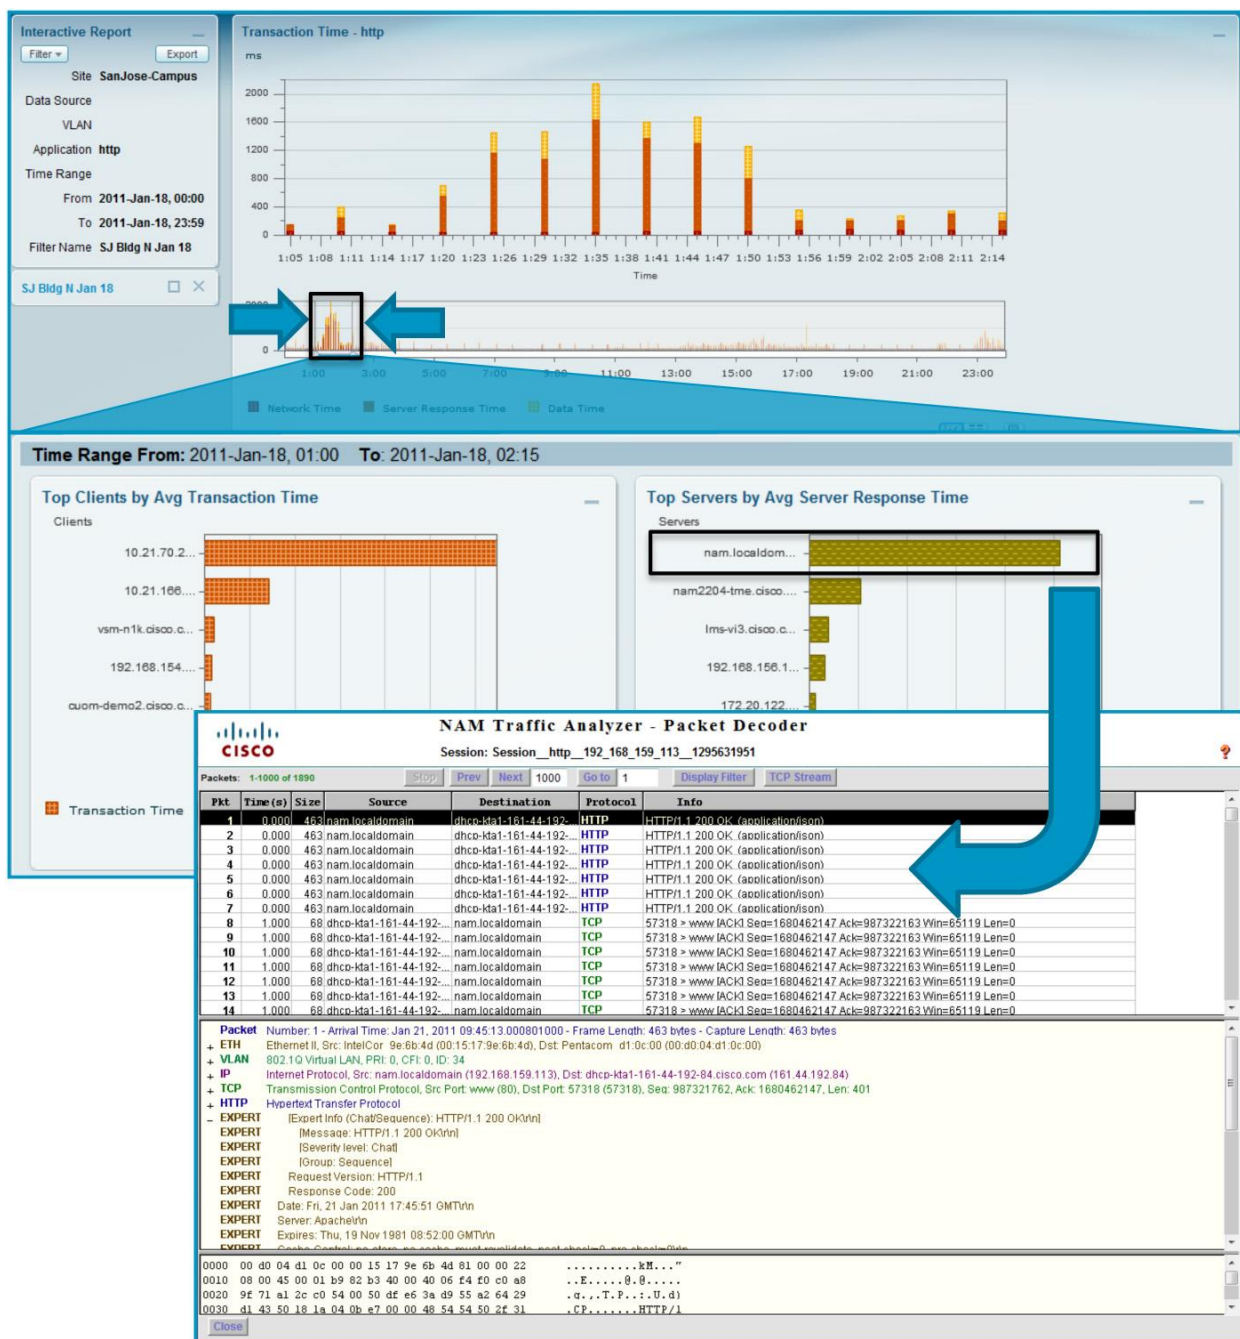 Interactive Report
Filter
Export
Site SanJose-Campus
Data Source
VLAN
Application http
Time Range
From 2011-Jan-18, 00:00
To 2011-Jan-18, 23:59
Filter Name SJ Bldg N Jan 18
SJ Bldg N Jan 18
Transaction Time - http
ms
2000
1600
1200
800
400
0
1:05 1:08 1:11 1:14 1:17 1:20 1:23 1:26 1:29 1:32 1:35 1:38 1:41 1:44 1:47 1:50 1:53 1:56 1:59 2:02 2:05 2:08 2:11 2:14
Time
0
1:00 3:00 5:00 7:00 9:00 11:00 13:00 15:00 17:00 19:00 21:00 23:00
Network Time Server Response Time Data Time
Time Range From: 2011-Jan-18, 01:00 To: 2011-Jan-18, 02:15
Top Clients by Avg Transaction Time
Clients
10.21.70.2...
10.21.166....
vsm-n1k.cisco.c...
192.168.154....
cuom-demo2.cisco.c...
Transaction Time
Top Servers by Avg Server Response Time
Servers
nam.localdom...
nam2204-tme.cisco....
lms-vi3.cisco.c...
192.168.156.1...
172.20.122....
CISCO
NAM Traffic Analyzer - Packet Decoder
Session: Session__http__192_168_159_113__1295631951
Packets: 1-1000 of 1890 Stop Prev Next 1000 Go to 1 Display Filter TCP Stream
Pkt Time(s) Size Source Destination Protocol Info
1 0.000 463 nam.localdomain dhcp-kta1-161-44-192-... HTTP HTTP/1.1 200 OK (application/json)
2 0.000 463 nam.localdomain dhcp-kta1-161-44-192-... HTTP HTTP/1.1 200 OK (application/json)
3 0.000 463 nam.localdomain dhcp-kta1-161-44-192-... HTTP HTTP/1.1 200 OK (application/json)
4 0.000 463 nam.localdomain dhcp-kta1-161-44-192-... HTTP HTTP/1.1 200 OK (application/json)
5 0.000 463 nam.localdomain dhcp-kta1-161-44-192-... HTTP HTTP/1.1 200 OK (application/json)
6 0.000 463 nam.localdomain dhcp-kta1-161-44-192-... HTTP HTTP/1.1 200 OK (application/json)
7 0.000 463 nam.localdomain dhcp-kta1-161-44-192-... HTTP HTTP/1.1 200 OK (application/json)
8 1.000 68 dhcp-kta1-161-44-192-... nam.localdomain TCP 57318 > www [ACK] Seq=1680462147 Ack=987322163 Win=65119 Len=0
9 1.000 68 dhcp-kta1-161-44-192-... nam.localdomain TCP 57318 > www [ACK] Seq=1680462147 Ack=987322163 Win=65119 Len=0
10 1.000 68 dhcp-kta1-161-44-192-... nam.localdomain TCP 57318 > www [ACK] Seq=1680462147 Ack=987322163 Win=65119 Len=0
11 1.000 68 dhcp-kta1-161-44-192-... nam.localdomain TCP 57318 > www [ACK] Seq=1680462147 Ack=987322163 Win=65119 Len=0
12 1.000 68 dhcp-kta1-161-44-192-... nam.localdomain TCP 57318 > www [ACK] Seq=1680462147 Ack=987322163 Win=65119 Len=0
13 1.000 68 dhcp-kta1-161-44-192-... nam.localdomain TCP 57318 > www [ACK] Seq=1680462147 Ack=987322163 Win=65119 Len=0
14 1.000 68 dhcp-kta1-161-44-192-... nam.localdomain TCP 57318 > www [ACK] Seq=1680462147 Ack=987322163 Win=65119 Len=0
Packet Number: 1 - Arrival Time: Jan 21, 2011 09:45:13.000801000 - Frame Length: 463 bytes - Capture Length: 463 bytes
+ ETH Ethernet II, Src: IntelCor_9e:6b:4d (00:15:17:9e:6b:4d), Dst: Pentacom_d1:0c:00 (00:d0:04:d1:0c:00)
+ VLAN 802.1Q Virtual LAN, PRI: 0, CFI: 0, ID: 34
+ IP Internet Protocol, Src: nam.localdomain (192.168.159.113), Dst: dhcp-kta1-161-44-192-84.cisco.com (161.44.192.84)
+ TCP Transmission Control Protocol, Src Port: www (80), Dst Port: 57318 (57318), Seq: 987321762, Ack: 1680462147, Len: 401
+ HTTP Hypertext Transfer Protocol
- EXPERT [Expert Info (Chat/Sequence): HTTP/1.1 200 OK\r\n]
EXPERT [Message: HTTP/1.1 200 OK\r\n]
EXPERT [Severity level: Chat]
EXPERT [Group: Sequence]
EXPERT Request Version: HTTP/1.1
EXPERT Response Code: 200
EXPERT Date: Fri, 21 Jan 2011 17:45:51 GMT\r\n
EXPERT Server: Apache\r\n
EXPERT Expires: Thu, 19 Nov 1981 08:52:00 GMT\r\n
EXPERT Cache-Control: no-store, no-cache, must-revalidate, post-check=0, pre-check=0\r\n
0000 00 d0 04 d1 0c 00 00 15 17 9e 6b 4d 81 00 00 22 ..........kM..."
0010 08 00 45 00 01 b9 82 b3 40 00 40 06 f4 f0 c0 a8 ..E.....@.@.....
0020 9f 71 a1 2c c0 54 00 50 df e6 3a d9 55 a2 64 29 .q.,.T.P..:.U.d)
0030 d1 43 50 18 1a 04 0b e7 00 00 48 54 54 50 2f 31 .CP.......HTTP/1
Close